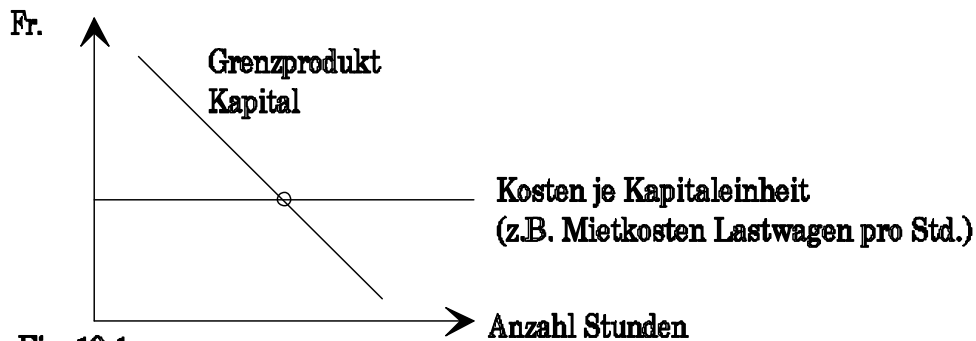 Fr.
Grenzprodukt
Kapital
Kosten je Kapitaleinheit
(z.B. Mietkosten Lastwagen pro Std.)
Anzahl Stunden